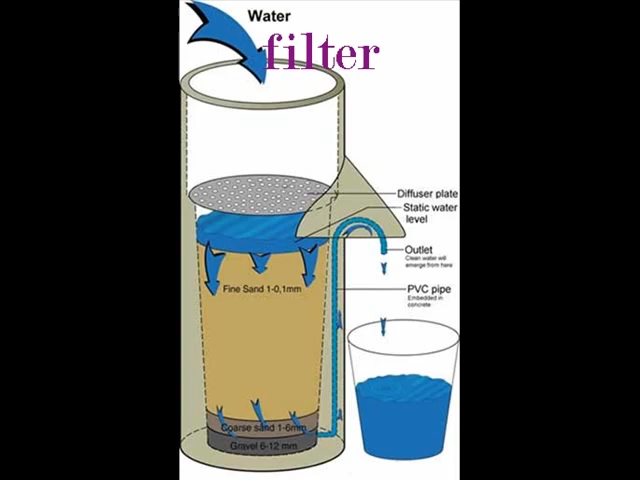 Water
filter
Diffuser plate
Static water
level
Outlet
Clean water will
emerge from here
Fine Sand 1-0,1mm
PVC pipe
Embedded in
concrete
Coarse sand 1-6mm
Gravel 6-12 mm